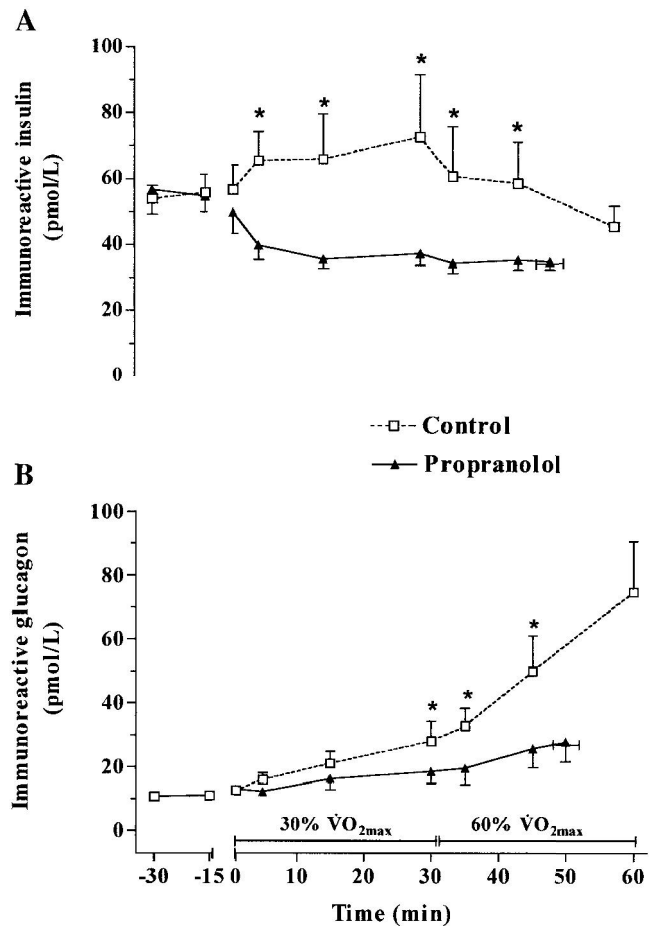 A
Immunoreactive insulin
(pmol/L)
100
80
60
40
20
0
* * * * *
Control
Propranolol
B
Immunoreactive glucagon
(pmol/L)
100
80
60
40
20
0
* * *
30% V̇O2max
60% V̇O2max
-30 -15 0 10 20 30 40 50 60
Time (min)